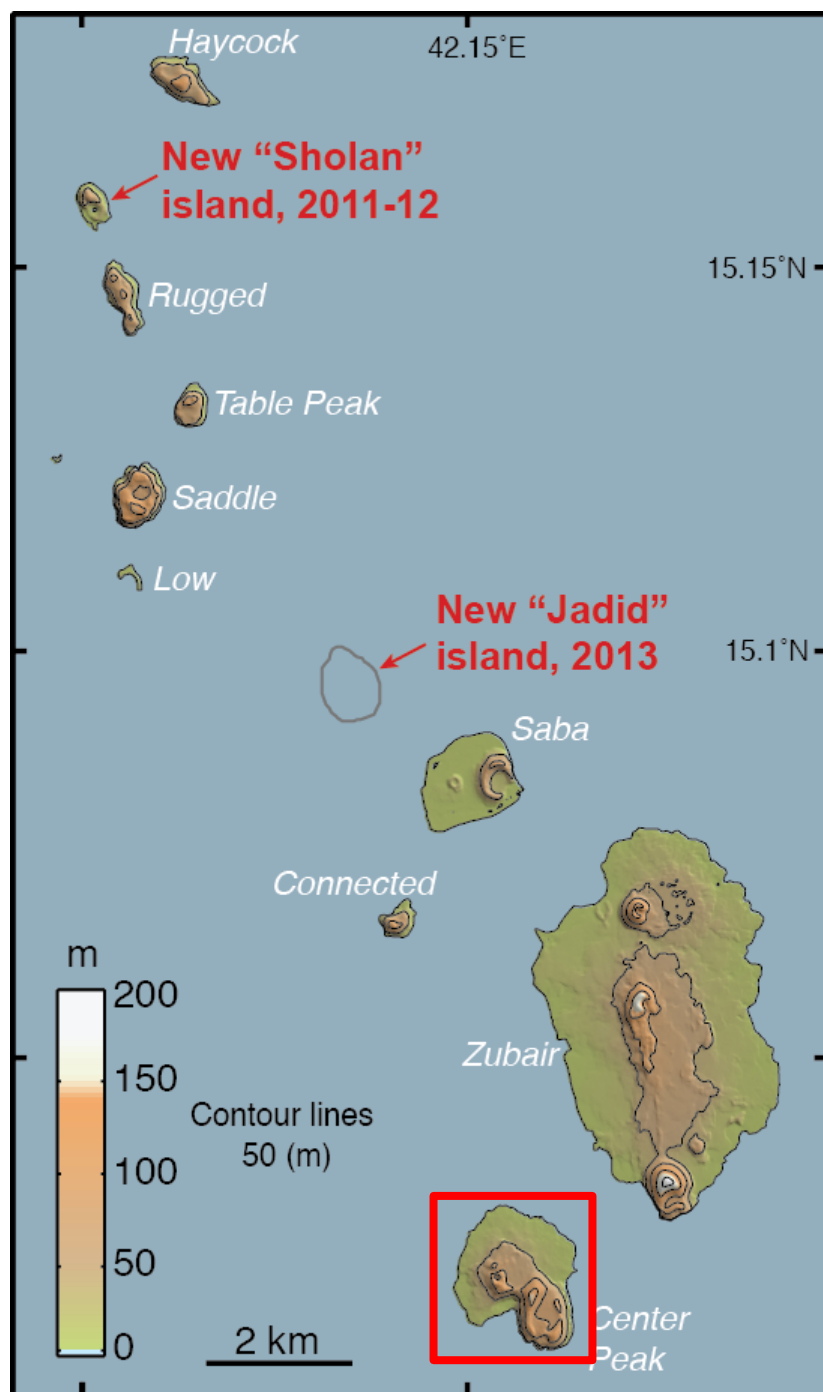 Haycock
42.15°E
New “Sholan”
island, 2011-12
15.15°N
Rugged
Table Peak
Saddle
Low
New “Jadid”
island, 2013
15.1°N
Saba
Connected
m
200
150
100
50
0
Zubair
Contour lines
50 (m)
2 km
Center
Peak